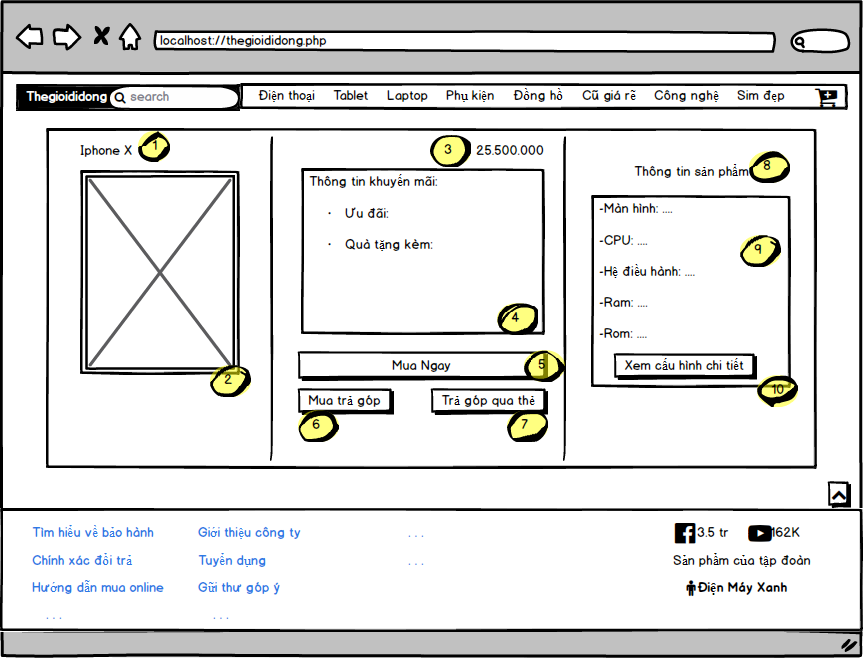 localhost://thegioididong.php
Thegioididong search Điện thoại Tablet Laptop Phụ kiện Đồng hồ Cũ giá rẽ Công nghệ Sim đẹp
Iphone X 1
2
3 25.500.000
Thông tin khuyến mãi:
· Ưu đãi:
· Quà tặng kèm:
4
Mua Ngay 5
Mua trả góp Trả góp qua thẻ
6 7
Thông tin sản phẩm 8
-Màn hình: ....
-CPU: ....
9
-Hệ điều hành: ....
-Ram: ....
-Rom: ....
Xem cấu hình chi tiết
10
Tìm hiểu về bảo hành Giới thiệu công ty . . .
Chính xác đổi trả Tuyển dụng . . .
Hướng dẫn mua online Gữi thư góp ý
. . . . . .
3.5 tr 162K
Sản phẩm của tập đoàn
Điện Máy Xanh